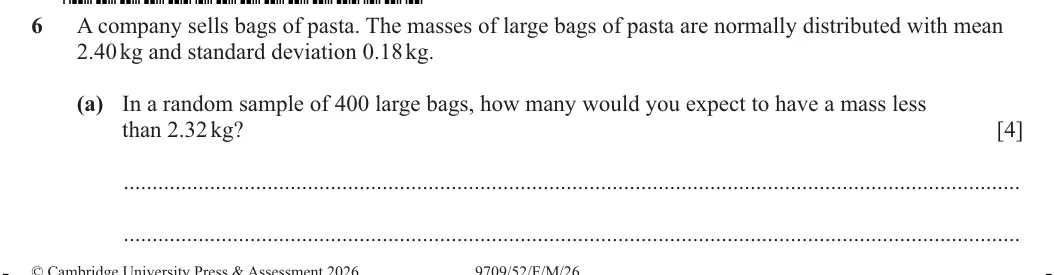 6 A company sells bags of pasta. The masses of large bags of pasta are normally distributed with mean
2.40 kg and standard deviation 0.18 kg.
(a) In a random sample of 400 large bags, how many would you expect to have a mass less
than 2.32 kg? [4]
................................................................................
................................................................................
© Cambridge University Press & Assessment 2026 9709/52/F/M/26